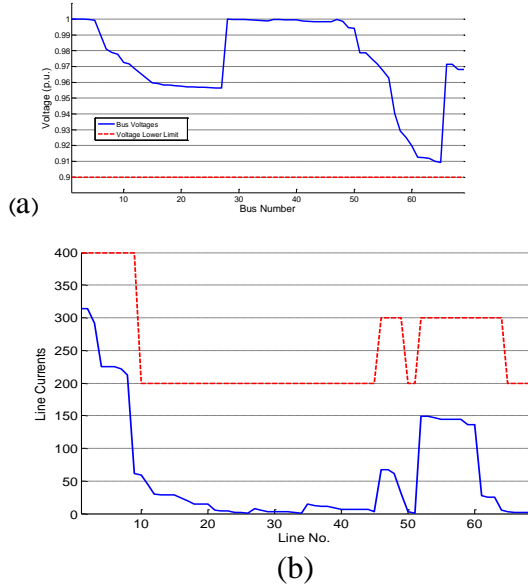 1
0.99
0.98
0.97
0.96
0.95
0.94
0.93
0.92
0.91
0.9
Voltage (p.u.)
Bus Voltages
Voltage Lower Limit
10 20 30 40 50 60
Bus Number
(a)
400
350
300
250
200
150
100
50
0
Line Currents
10 20 30 40 50 60
Line No.
(b)